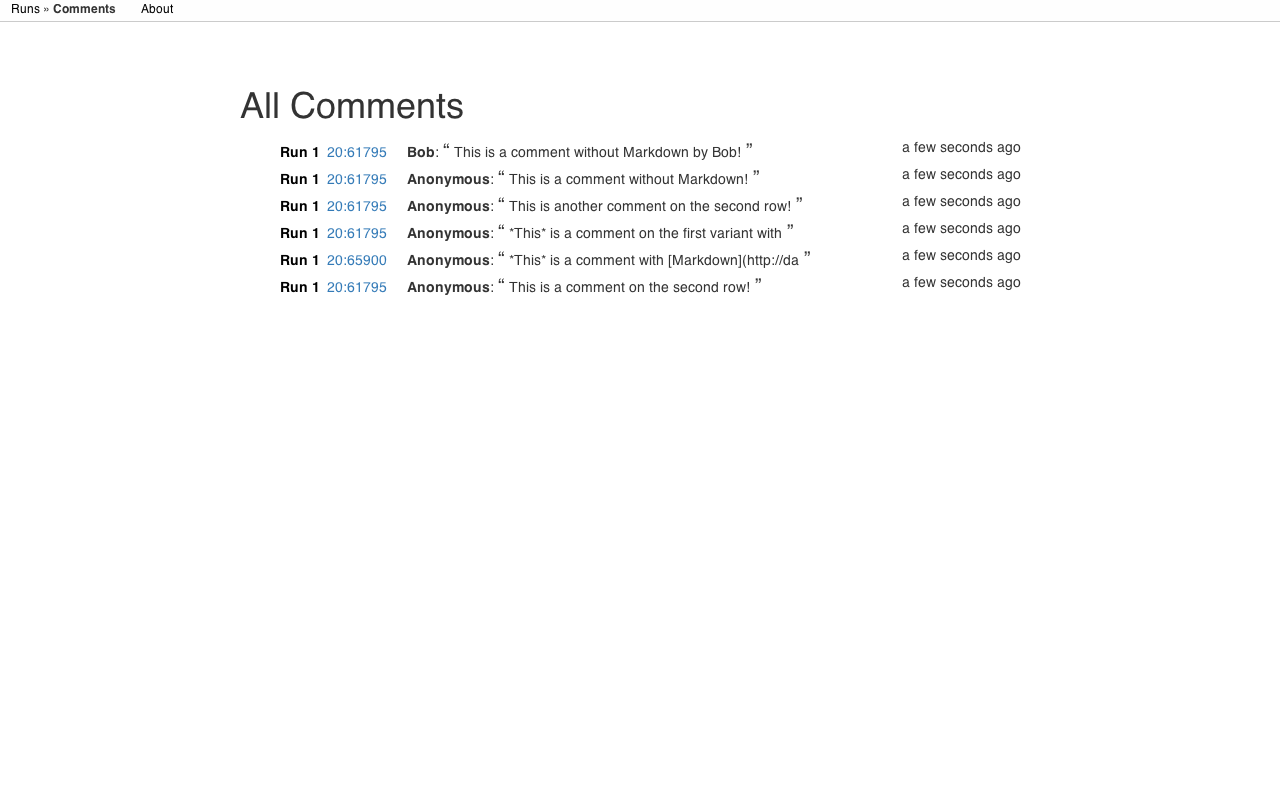 Runs » Comments About
All Comments
Run 1 20:61795 Bob: “ This is a comment without Markdown by Bob! ” a few seconds ago
Run 1 20:61795 Anonymous: “ This is a comment without Markdown! ” a few seconds ago
Run 1 20:61795 Anonymous: “ This is another comment on the second row! ” a few seconds ago
Run 1 20:61795 Anonymous: “ *This* is a comment on the first variant with ” a few seconds ago
Run 1 20:65900 Anonymous: “ *This* is a comment with [Markdown](http://da ” a few seconds ago
Run 1 20:61795 Anonymous: “ This is a comment on the second row! ” a few seconds ago